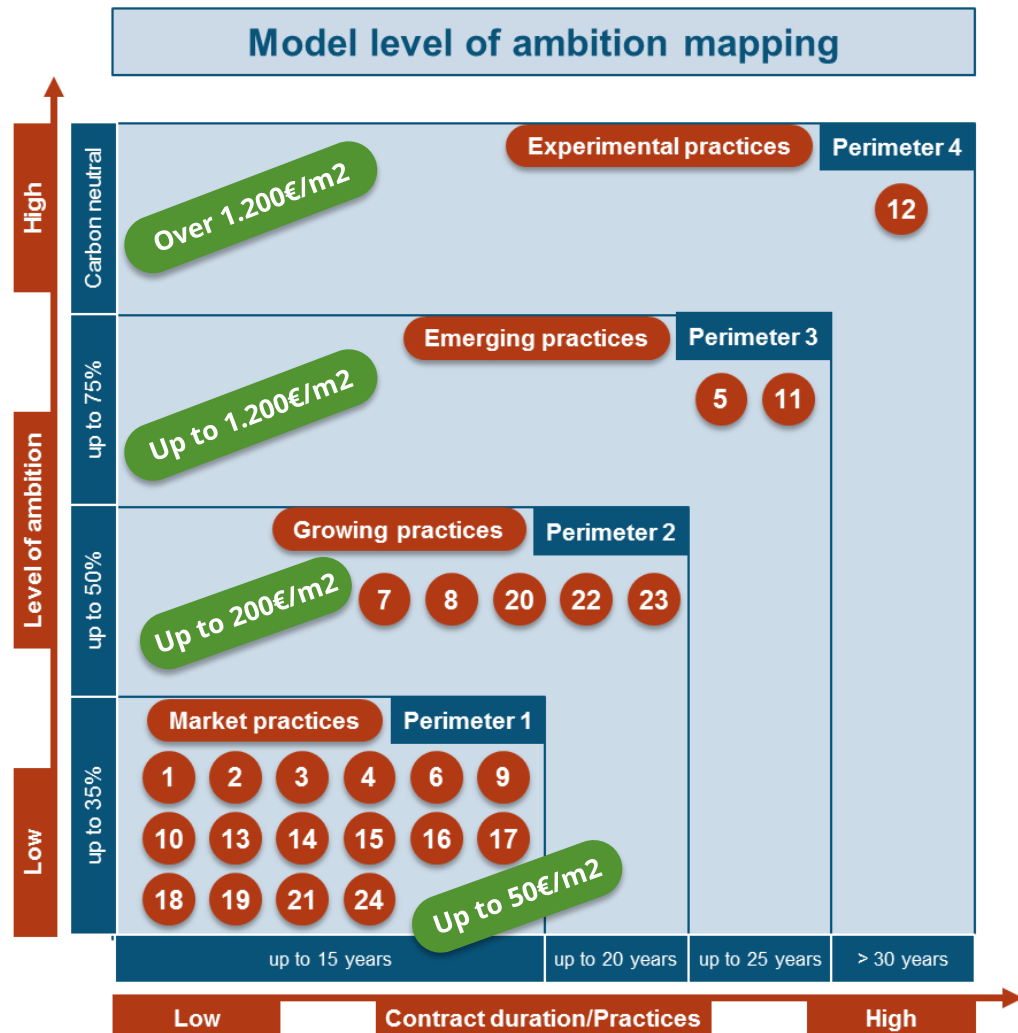 Model level of ambition mapping
High
Level of ambition
Low
Carbon neutral
up to 75%
up to 50%
up to 35%
Experimental practices
Perimeter 4
Over 1.200€/m2
12
Emerging practices
Perimeter 3
Up to 1.200€/m2
5 11
Growing practices
Perimeter 2
Up to 200€/m2
7 8 20 22 23
Market practices
Perimeter 1
1 2 3 4 6 9
10 13 14 15 16 17
18 19 21 24
Up to 50€/m2
up to 15 years
up to 20 years
up to 25 years
> 30 years
Low
Contract duration/Practices
High